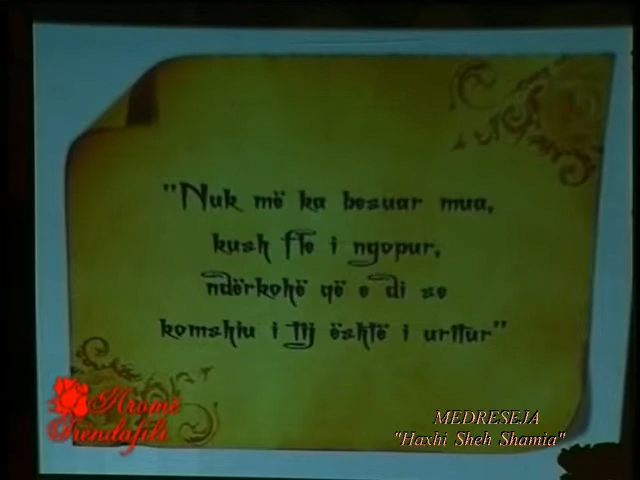 "Nuk më ka besuar mua,
kush fle i ngopur,
ndërkohë që e di se
komshiu i tij është i uritur"
Aromë
Trendafili
MEDRESEJA
"Haxhi Sheh Shamia"